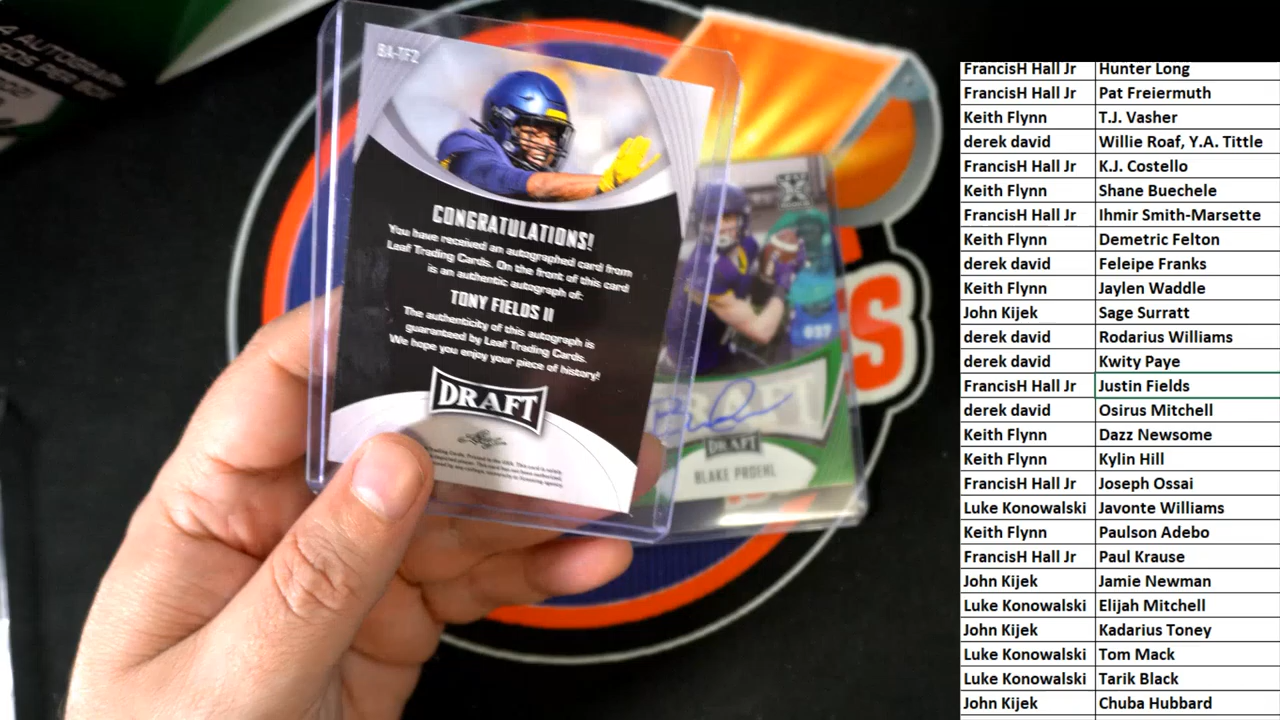 4 AUTOGRAPH
BA-TF2
CONGRATULATIONS!
You have received an autographed card from
Leaf Trading Cards. On the front of this card
is an authentic autograph of:
TONY FIELDS II
The authenticity of this autograph is
guaranteed by Leaf Trading Cards.
We hope you enjoy your piece of history!
DRAFT
Leaf
DRAFT
BLAKE PROEHL
FrancisH Hall Jr Hunter Long
FrancisH Hall Jr Pat Freiermuth
Keith Flynn T.J. Vasher
derek david Willie Roaf, Y.A. Tittle
FrancisH Hall Jr K.J. Costello
Keith Flynn Shane Buechele
FrancisH Hall Jr Ihmir Smith-Marsette
Keith Flynn Demetric Felton
derek david Feleipe Franks
Keith Flynn Jaylen Waddle
John Kijek Sage Surratt
derek david Rodarius Williams
derek david Kwity Paye
FrancisH Hall Jr Justin Fields
derek david Osirus Mitchell
Keith Flynn Dazz Newsome
Keith Flynn Kylin Hill
FrancisH Hall Jr Joseph Ossai
Luke Konowalski Javonte Williams
Keith Flynn Paulson Adebo
FrancisH Hall Jr Paul Krause
John Kijek Jamie Newman
Luke Konowalski Elijah Mitchell
John Kijek Kadarius Toney
Luke Konowalski Tom Mack
Luke Konowalski Tarik Black
John Kijek Chuba Hubbard